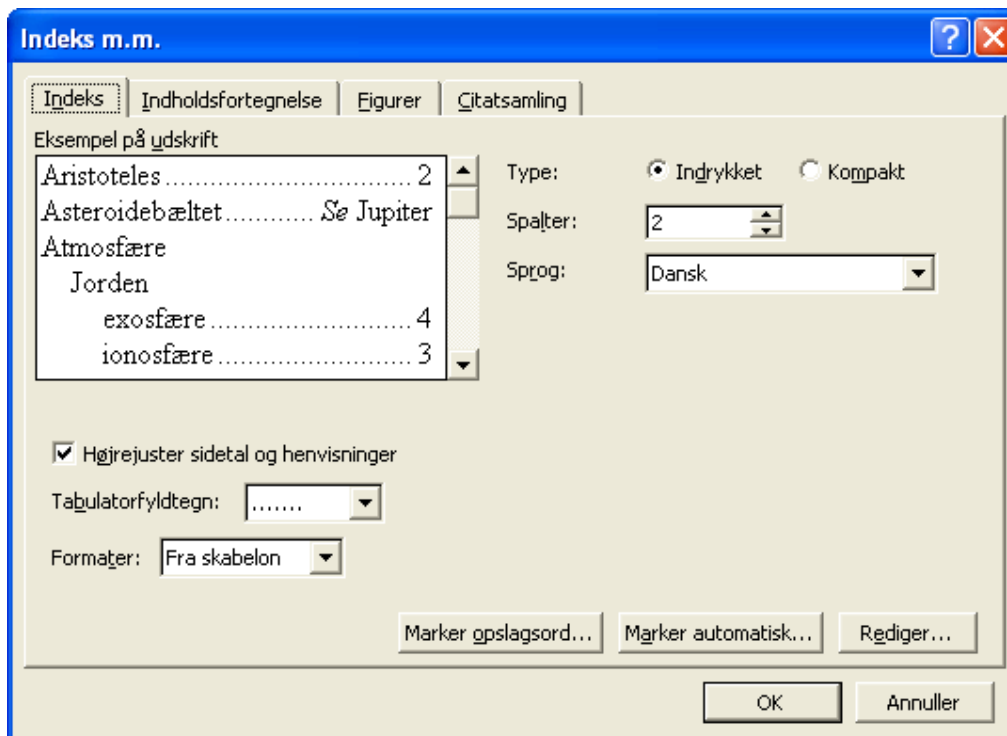 Indeks m.m.
Indeks Indholdsfortegnelse Figurer Citatsamling
Eksempel på udskrift
Aristoteles ........................ 2
Asteroidebæltet ............ Se Jupiter
Atmosfære
Jorden
exosfære ................... 4
ionosfære .................. 3
Type: Indrykket Kompakt
Spalter: 2
Sprog: Dansk
Højrejuster sidetal og henvisninger
Tabulatorfyldtegn: .......
Formater: Fra skabelon
Marker opslagsord... Marker automatisk... Rediger...
OK Annuller